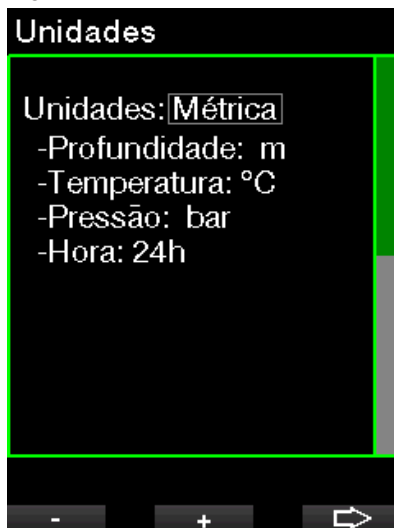 Unidades
Unidades: Métrica
-Profundidade: m
-Temperatura: °C
-Pressão: bar
-Hora: 24h
- +